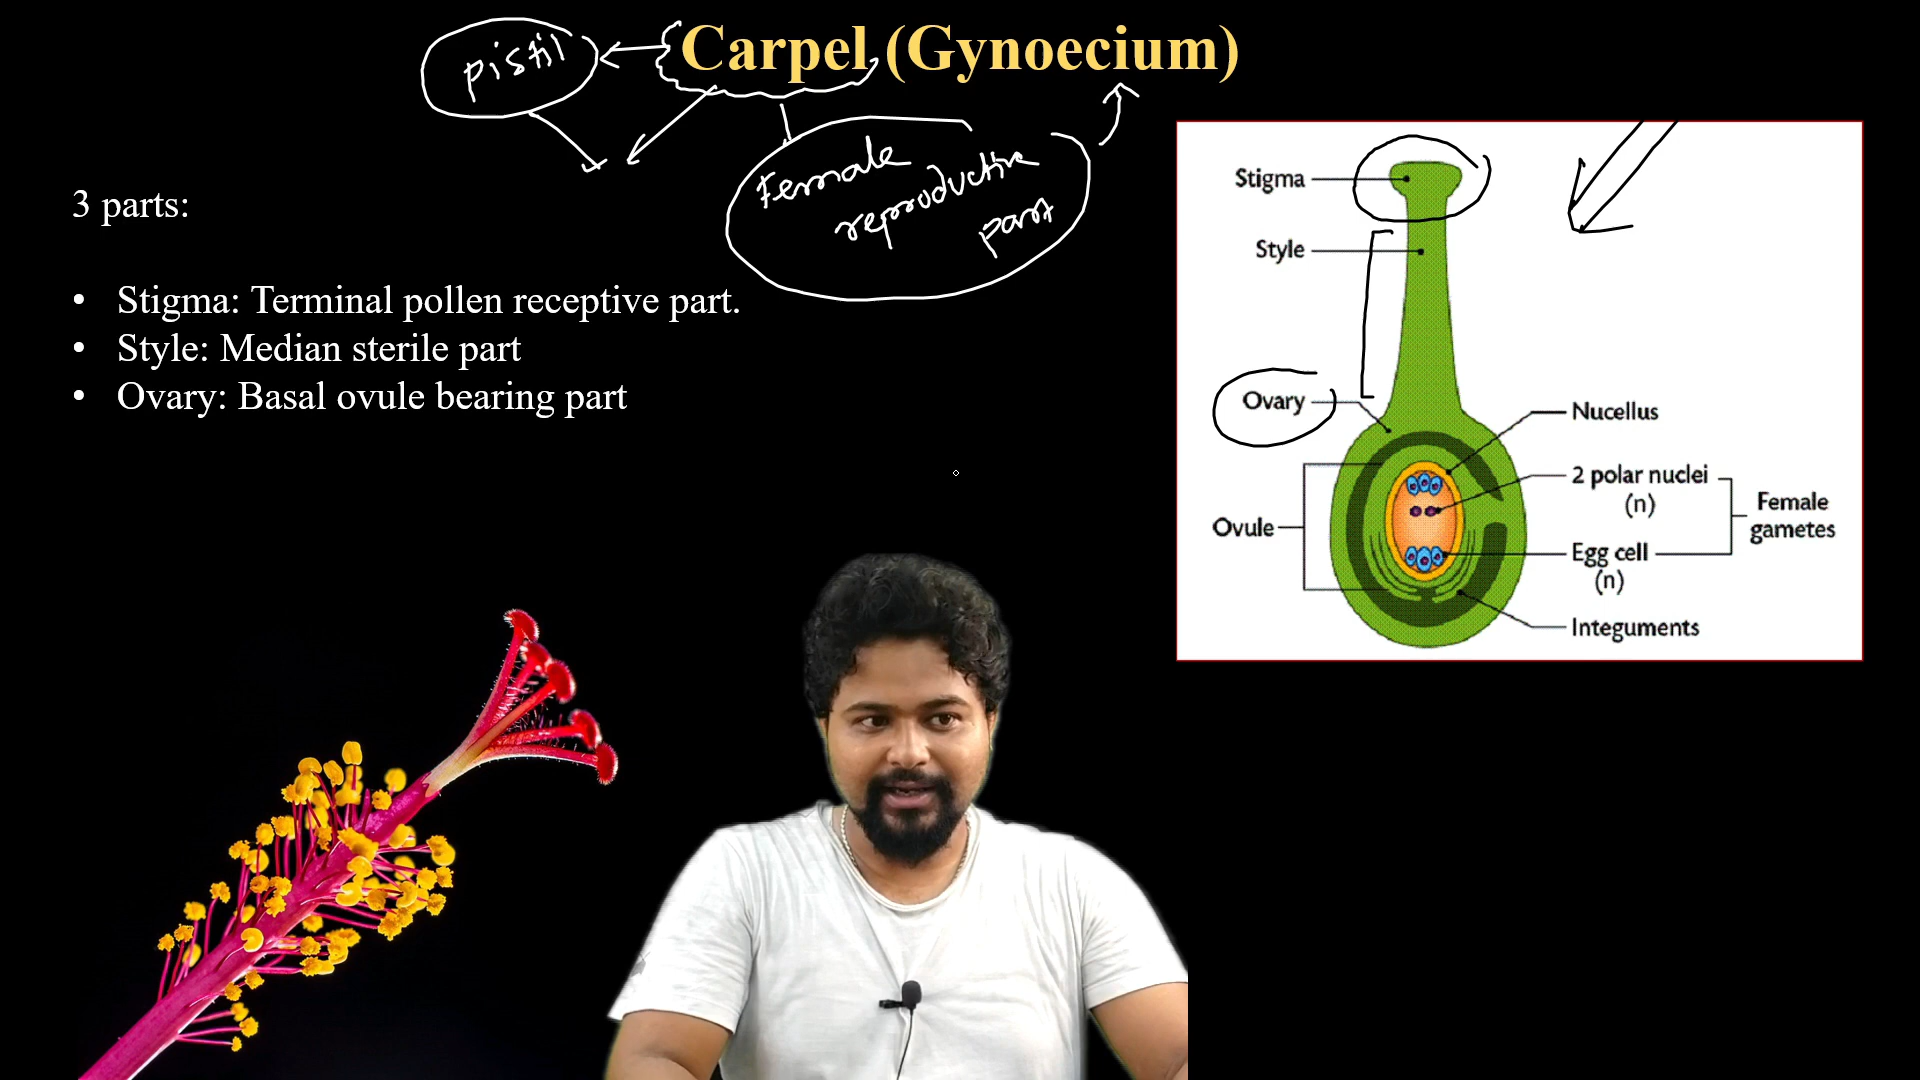 Carpel (Gynoecium)
pistil
Female
reproductive
part
3 parts:
• Stigma: Terminal pollen receptive part.
• Style: Median sterile part
• Ovary: Basal ovule bearing part
Stigma
Style
Ovary
Ovule
Nucellus
2 polar nuclei
(n)
Egg cell
(n)
Female
gametes
Integuments